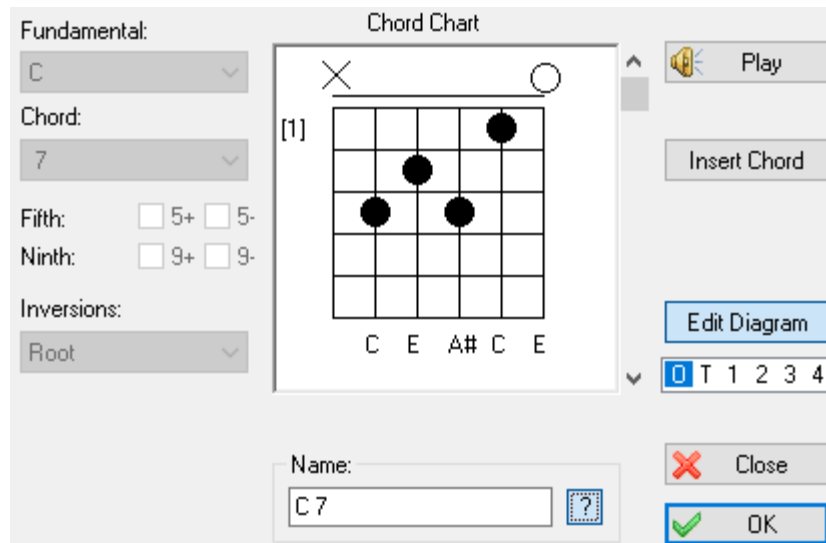 Fundamental:
C
Chord:
7
Fifth: 5+ 5-
Ninth: 9+ 9-
Inversions:
Root
Chord Chart
[1]
C E A# C E
Name:
C 7
?
Play
Insert Chord
Edit Diagram
0 T 1 2 3 4
Close
OK